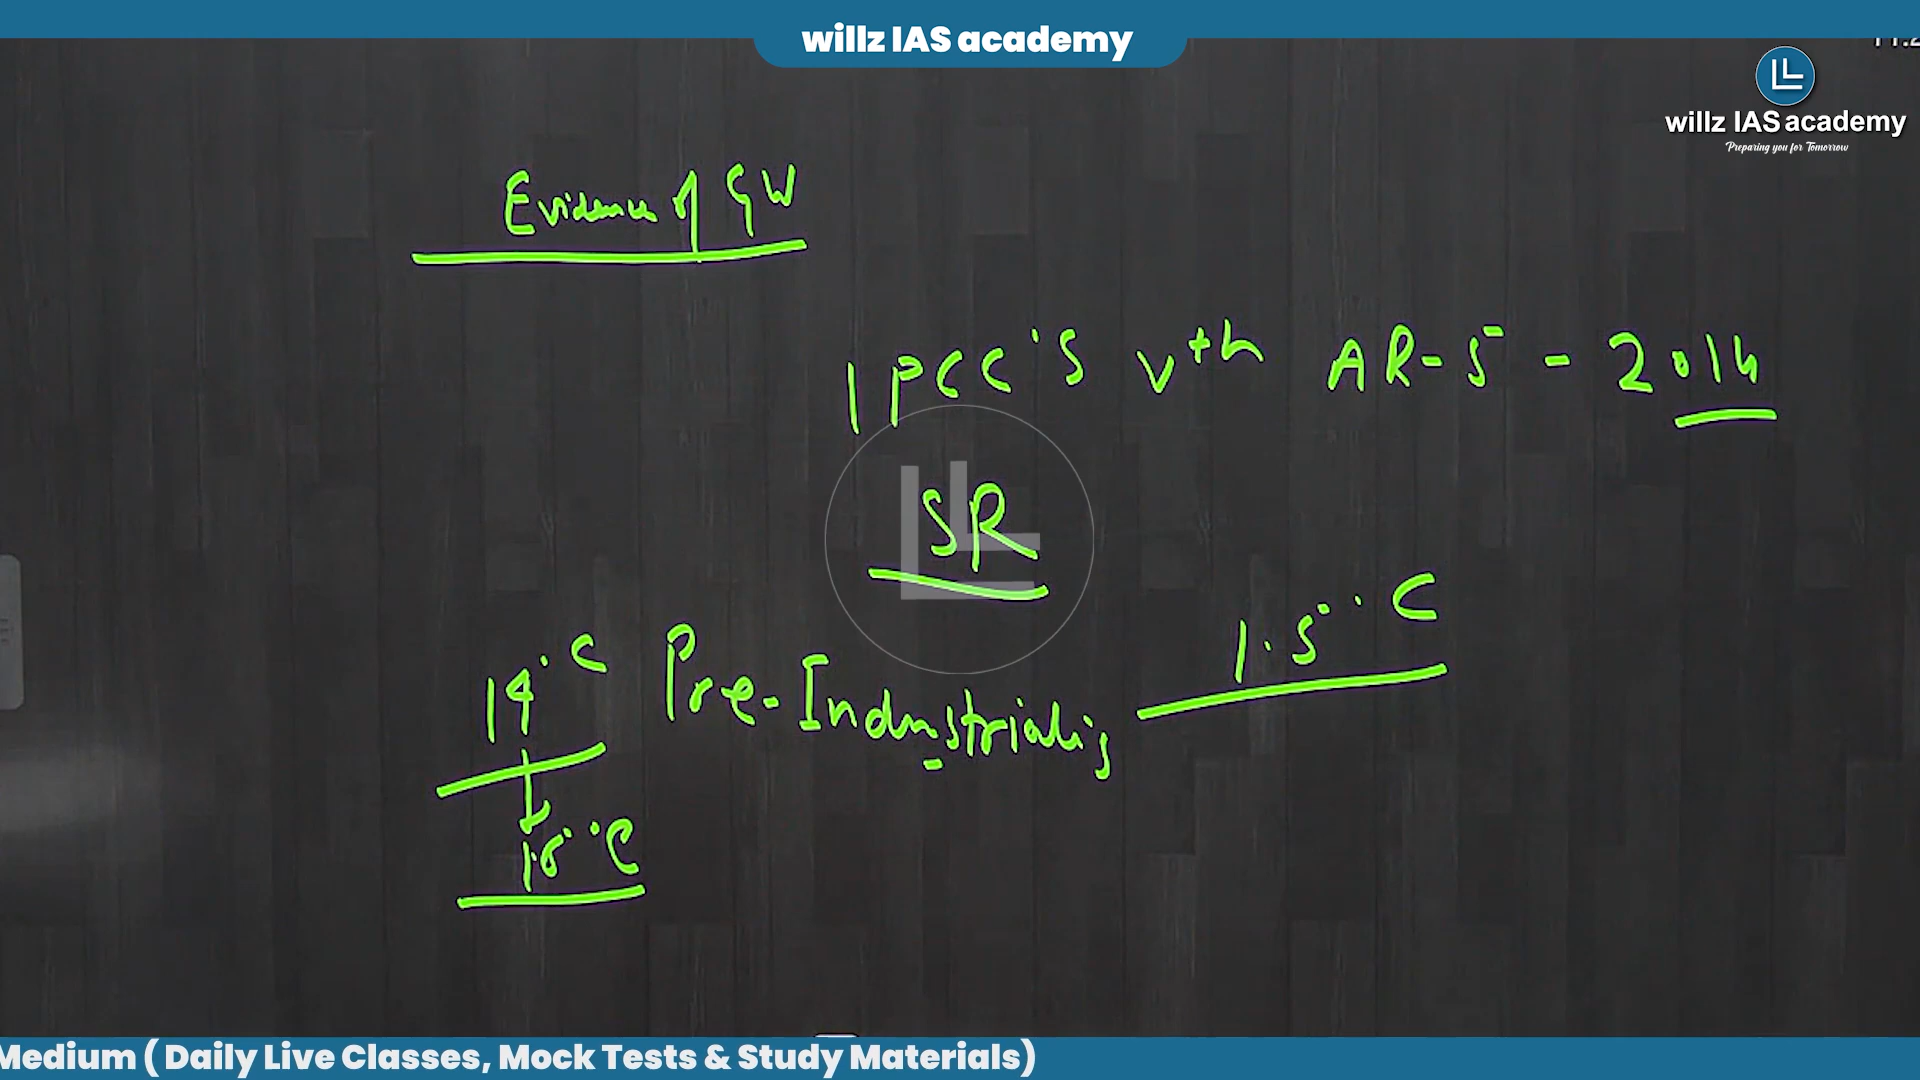 willz IAS academy
willz IAS academy
Preparing you for Tomorrow
Evidence of GW
IPCC's vth AR-5 - 2014
SR
1.5°C
14°C Pre-Industrialis
Medium ( Daily Live Classes, Mock Tests & Study Materials)